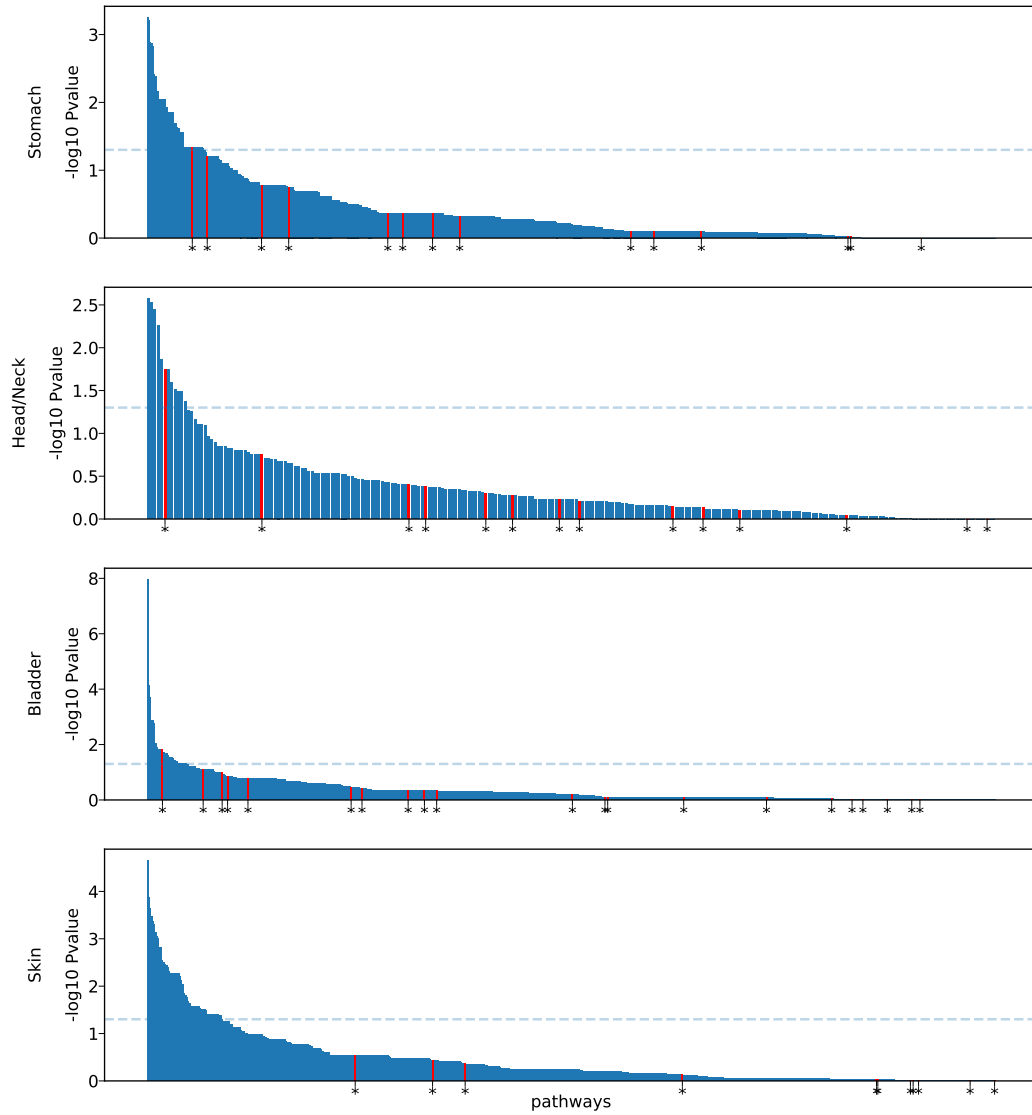 Stomach
-log10 Pvalue
3
2
1
0
* * * * * * * * * * * * * *
Head/Neck
-log10 Pvalue
2.5
2.0
1.5
1.0
0.5
0.0
* * * * * * * * * * * * * *
Bladder
-log10 Pvalue
8
6
4
2
0
* * * * * * * * * * * * * * * * * * * * * *
Skin
-log10 Pvalue
4
3
2
1
0
* * * * * * * * * * *
pathways